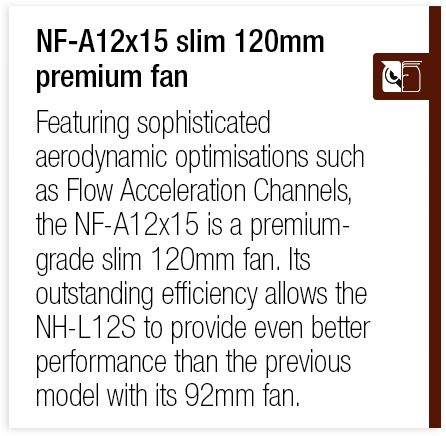 NF-A12x15 slim 120mm
premium fan
Featuring sophisticated
aerodynamic optimisations such
as Flow Acceleration Channels,
the NF-A12x15 is a premium-
grade slim 120mm fan. Its
outstanding efficiency allows the
NH-L12S to provide even better
performance than the previous
model with its 92mm fan.